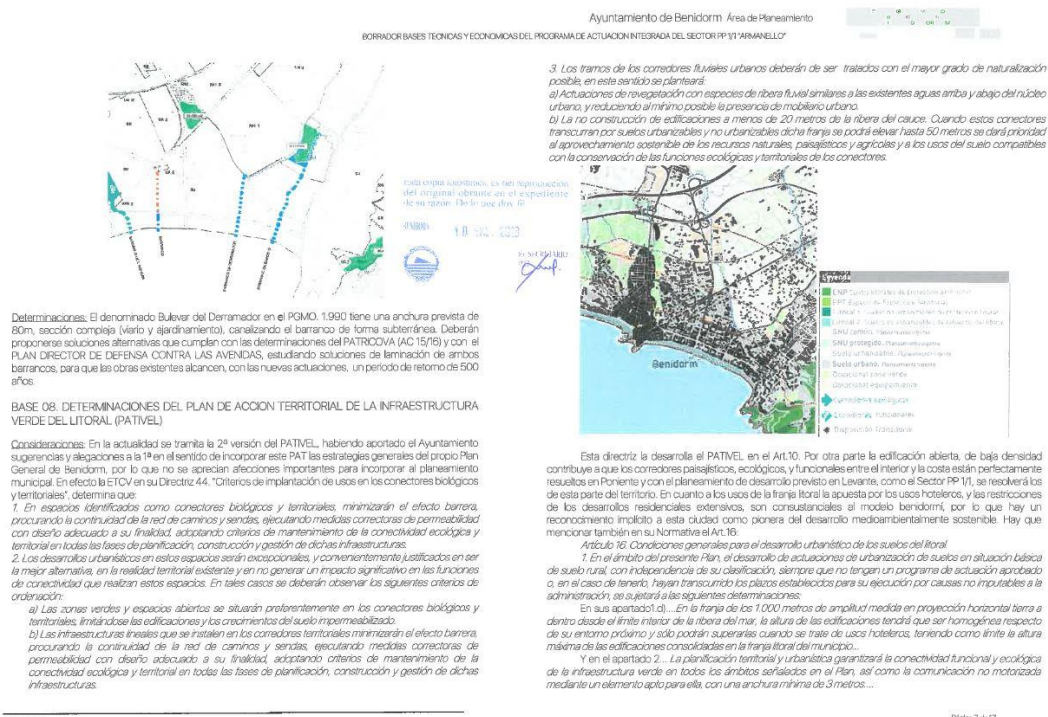 Ayuntamiento de Benidorm Área de Planeamiento
BORRADOR BASES TECNICAS Y ECONOMICAS DEL PROGRAMA DE ACTUACION INTEGRADA DEL SECTOR PP 1/1 "ARMANELLO"
del original obrante en el expediente
de su razón. De lo que doy fé
Determinaciones: El denominado Bulevar del Derramador en el PGMO. 1.990 tiene una anchura prevista de
80m, sección compleja (viario y ajardinamiento), canalizando el barranco de forma subterránea. Deberán
proponerse soluciones alternativas que cumplan con las determinaciones del PATRICOVA (AC 15/16) y con el
PLAN DIRECTOR DE DEFENSA CONTRA LAS AVENIDAS, estudiando soluciones de laminación de ambos
barrancos, para que las obras existentes alcancen, con las nuevas actuaciones, un periodo de retorno de 500
años.
BASE 08. DETERMINACIONES DEL PLAN DE ACCION TERRITORIAL DE LA INFRAESTRUCTURA
VERDE DEL LITORAL (PATIVEL)
Consideraciones: En la actualidad se tramita la 2ª versión del PATIVEL, habiendo aportado el Ayuntamiento
sugerencias y alegaciones a la 1ª en el sentido de incorporar este PAT las estrategias generales del propio Plan
General de Benidorm, por lo que no se aprecian afecciones importantes para incorporar al planeamiento
municipal. En efecto la ETCV en su Directriz 44. "Criterios de implantación de usos en los conectores biológicos
y territoriales", determina que:
1. En espacios identificados como conectores biológicos y territoriales, minimizarán el efecto barrera,
procurando la continuidad de la red de caminos y sendas, ejecutando medidas correctoras de permeabilidad
con diseño adecuado a su finalidad, adoptando criterios de mantenimiento de la conectividad ecológica y
territorial en todas las fases de planificación, construcción y gestión de dichas infraestructuras.
2. Los desarrollos urbanísticos en estos espacios serán excepcionales, y convenientemente justificados en ser
la mejor alternativa, en la realidad territorial existente y en no generar un impacto significativo en las funciones
de conectividad que realizan estos espacios. En tales casos se deberán observar los siguientes criterios de
ordenación:
a) Las zonas verdes y espacios abiertos se situarán preferentemente en los conectores biológicos y
territoriales, limitándose las edificaciones y los crecimientos del suelo impermeabilizado.
b) Las infraestructuras lineales que se instalen en los corredores territoriales minimizarán el efecto barrera,
procurando la continuidad de la red de caminos y sendas, ejecutando medidas correctoras de
permeabilidad con diseño adecuado a su finalidad, adoptando criterios de mantenimiento de la
conectividad ecológica y territorial en todas las fases de planificación, construcción y gestión de dichas
infraestructuras.
3. Los tramos de los corredores fluviales urbanos deberán de ser tratados con el mayor grado de naturalización
posible, en este sentido se planteará:
a) Actuaciones de revegetación con especies de ribera fluvial similares a las existentes aguas arriba y abajo del núcleo
urbano, y reduciendo al mínimo posible la presencia de mobiliario urbano.
b) La no construcción de edificaciones a menos de 20 metros de la ribera del cauce. Cuando estos conectores
transcurran por suelos urbanizables y no urbanizables dicha franja se podrá elevar hasta 50 metros se dará prioridad
al aprovechamiento sostenible de los recursos naturales, paisajísticos y agrícolas y a los usos del suelo compatibles
con la conservación de las funciones ecológicas y territoriales de los conectores.
Benidorm
Leyenda
Esta directriz la desarrolla el PATIVEL en el Art.10. Por otra parte la edificación abierta, de baja densidad
contribuye a que los corredores paisajísticos, ecológicos, y funcionales entre el interior y la costa están perfectamente
resueltos en Poniente y con el planeamiento de desarrollo previsto en Levante, como el Sector PP 1/1, se resolverá los
de esta parte del territorio. En cuanto a los usos de la franja litoral la apuesta por los usos hoteleros, y las restricciones
de los desarrollos residenciales extensivos, son consustanciales al modelo benidormí, por lo que hay un
reconocimiento implícito a esta ciudad como pionera del desarrollo medioambientalmente sostenible. Hay que
mencionar también en su Normativa el Art.16:
Artículo 16. Condiciones generales para el desarrollo urbanístico de los suelos del litoral
1. En el ámbito del presente Plan, el desarrollo de actuaciones de urbanización de suelos en situación básica
de suelo rural, con independencia de su clasificación, siempre que no tengan un programa de actuación aprobado
o, en el caso de tenerlo, hayan transcurrido los plazos establecidos para su ejecución por causas no imputables a la
administración, se sujetará a las siguientes determinaciones:
En sus apartado1.d)....En la franja de los 1.000 metros de amplitud medida en proyección horizontal tierra a
dentro desde el límite interior de la ribera del mar, la altura de las edificaciones tendrá que ser homogénea respecto
de su entorno próximo y sólo podrán superarlas cuando se trate de usos hoteleros, teniendo como límite la altura
máxima de las edificaciones consolidadas en la franja litoral del municipio...
Y en el apartado 2... La planificación territorial y urbanística garantizará la conectividad funcional y ecológica
de la infraestructura verde en todos los ámbitos señalados en el Plan, así como la comunicación no motorizada
mediante un elemento apto para ella, con una anchura mínima de 3 metros....